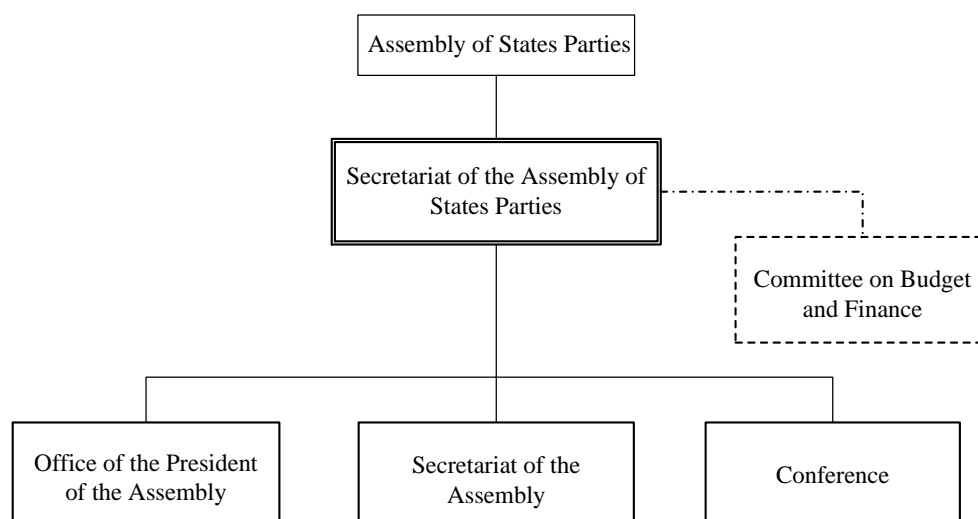 Assembly of States Parties
Secretariat of the Assembly of
States Parties
Committee on Budget
and Finance
Office of the President
of the Assembly
Secretariat of the
Assembly
Conference